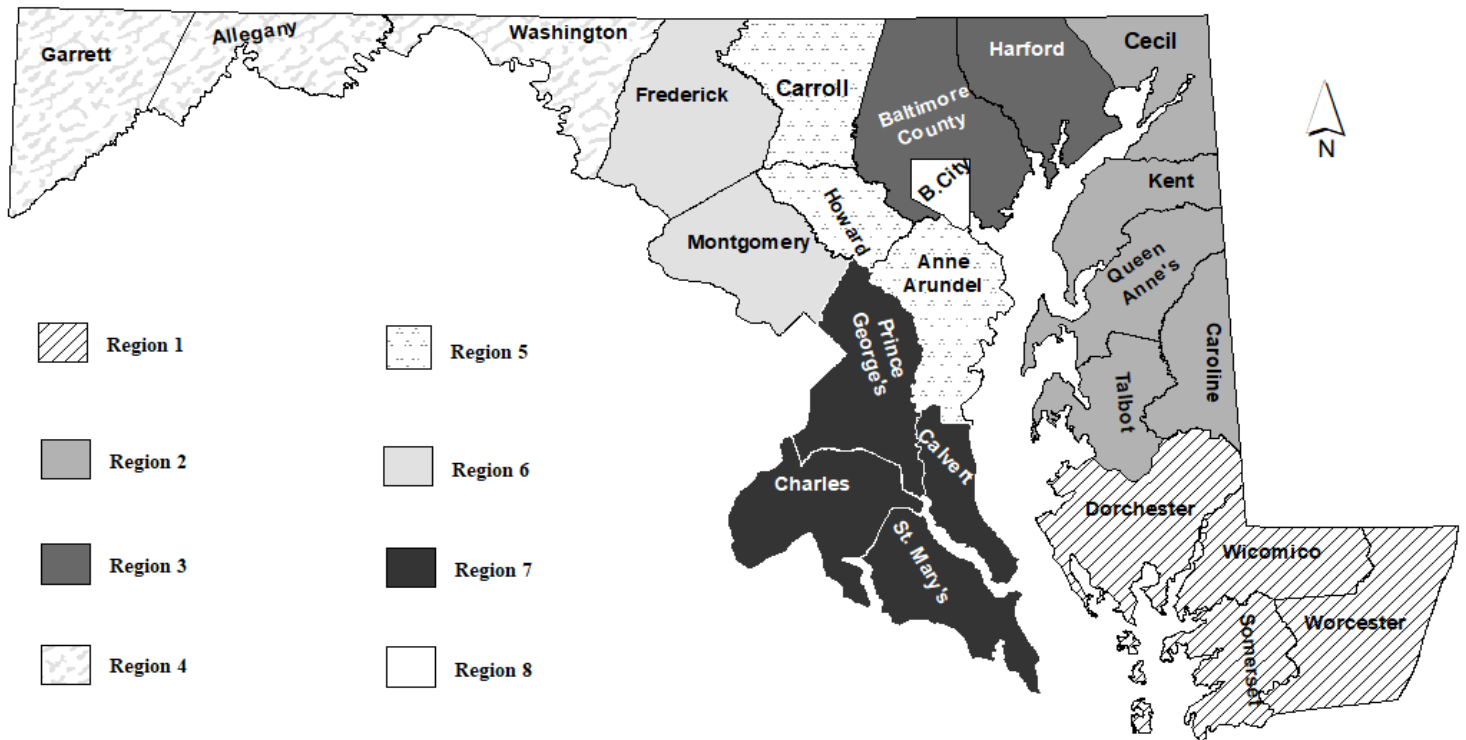 Garrett
Allegany
Washington
Frederick
Carroll
Baltimore
County
Harford
Cecil
N
B.City
Kent
Howard
Montgomery
Anne
Arundel
Queen
Anne's
Prince
George's
Caroline
Talbot
Calvert
Charles
St. Mary's
Dorchester
Wicomico
Somerset
Worcester
Region 1
Region 5
Region 2
Region 6
Region 3
Region 7
Region 4
Region 8